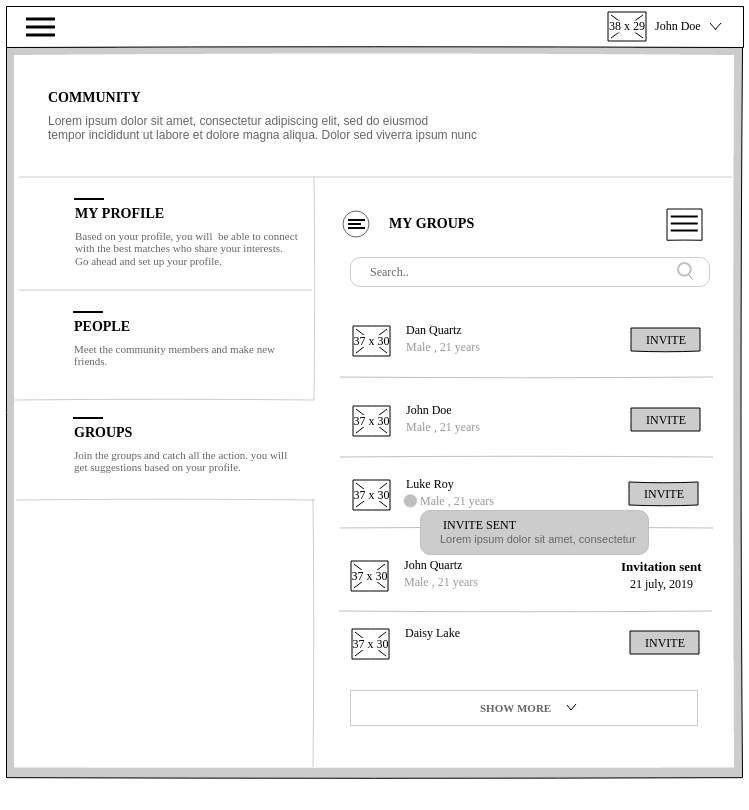 38 x 29 John Doe
COMMUNITY
Lorem ipsum dolor sit amet, consectetur adipiscing elit, sed do eiusmod
tempor incididunt ut labore et dolore magna aliqua. Dolor sed viverra ipsum nunc
MY PROFILE
Based on your profile, you will be able to connect
with the best matches who share your interests.
Go ahead and set up your profile.
PEOPLE
Meet the community members and make new
friends.
GROUPS
Join the groups and catch all the action. you will
get suggestions based on your profile.
MY GROUPS
Search..
37 x 30
Dan Quartz
Male , 21 years
INVITE
37 x 30
John Doe
Male , 21 years
INVITE
37 x 30
Luke Roy
Male , 21 years
INVITE
INVITE SENT
Lorem ipsum dolor sit amet, consectetur
37 x 30
John Quartz
Male , 21 years
Invitation sent
21 july, 2019
37 x 30
Daisy Lake
INVITE
SHOW MORE